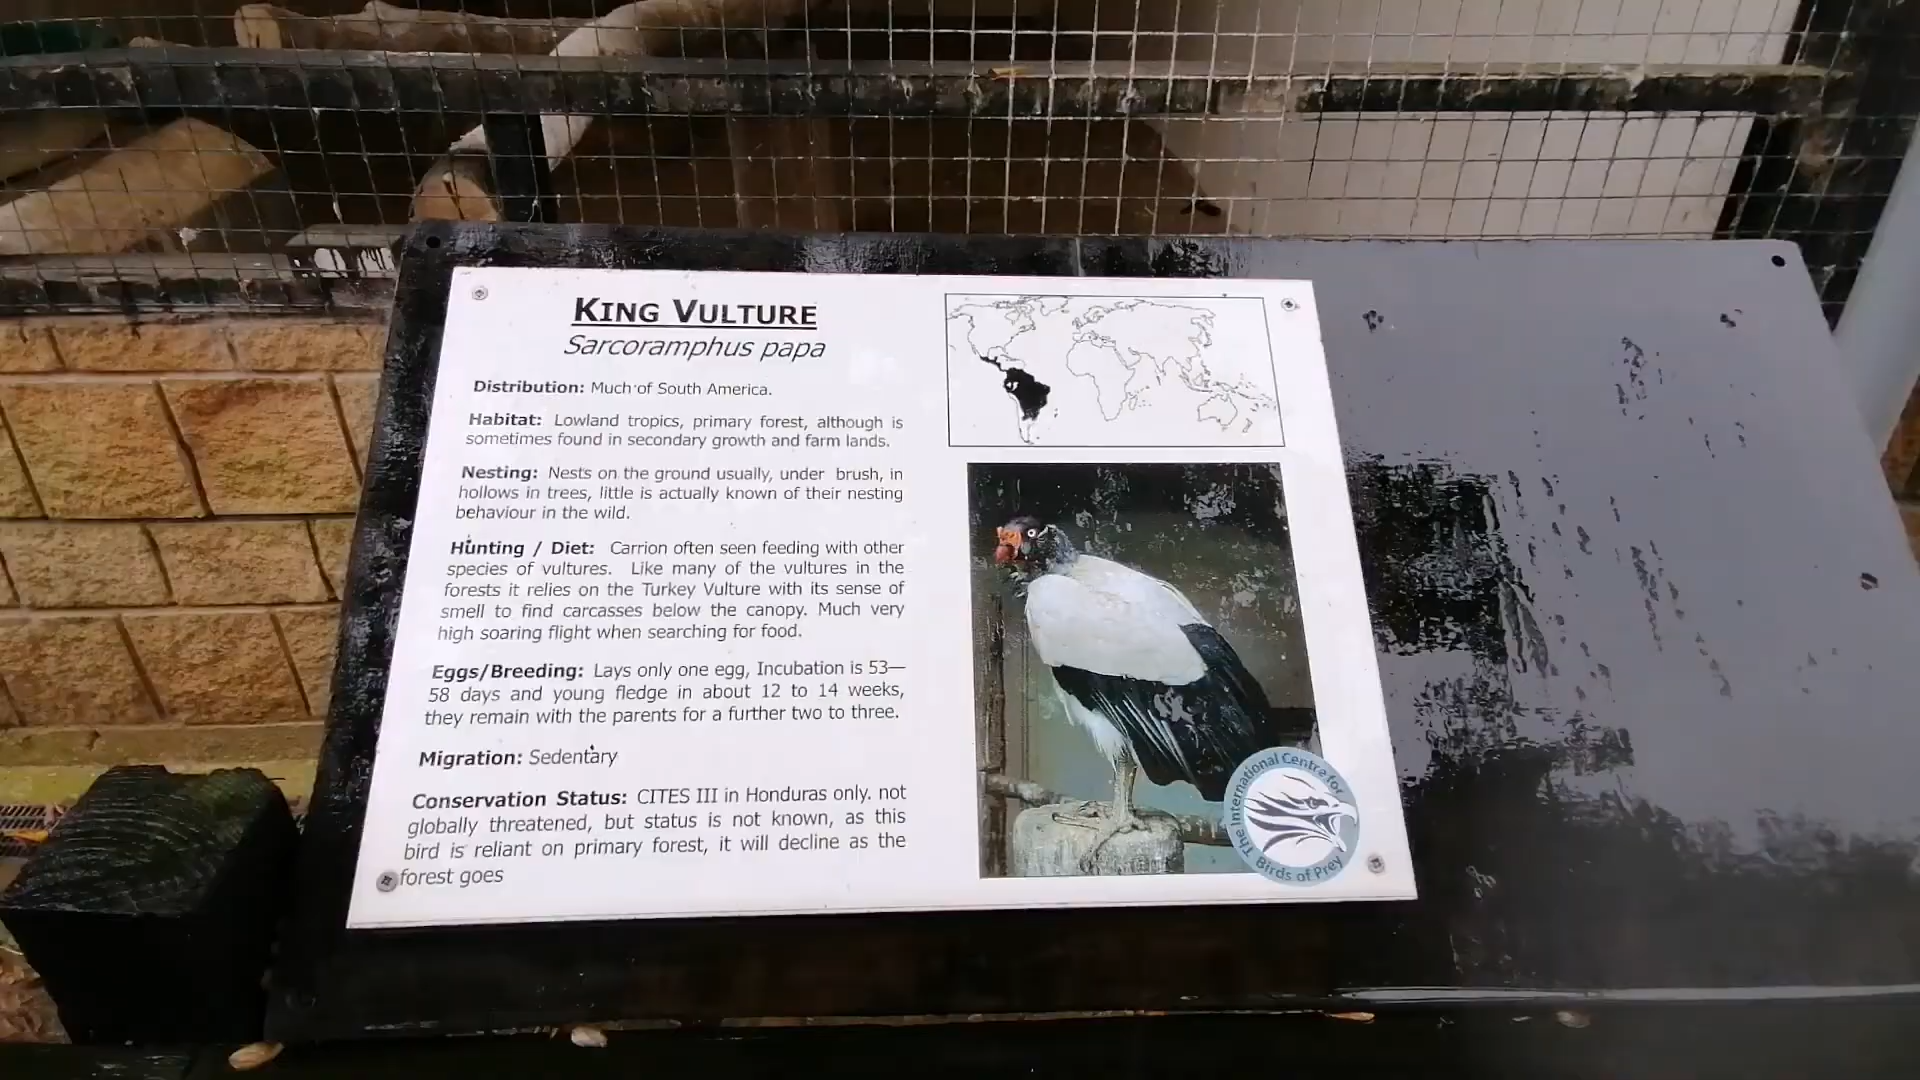 KING VULTURE
Sarcoramphus papa
Distribution: Much of South America.
Habitat: Lowland tropics, primary forest, although is
sometimes found in secondary growth and farm lands.
Nesting: Nests on the ground usually, under brush, in
hollows in trees, little is actually known of their nesting
behaviour in the wild.
Hunting / Diet: Carrion often seen feeding with other
species of vultures. Like many of the vultures in the
forests it relies on the Turkey Vulture with its sense of
smell to find carcasses below the canopy. Much very
high soaring flight when searching for food.
Eggs/Breeding: Lays only one egg, Incubation is 53—
58 days and young fledge in about 12 to 14 weeks,
they remain with the parents for a further two to three.
Migration: Sedentary
Conservation Status: CITES III in Honduras only. not
globally threatened, but status is not known, as this
bird is reliant on primary forest, it will decline as the
forest goes
The International Centre for
Birds of Prey